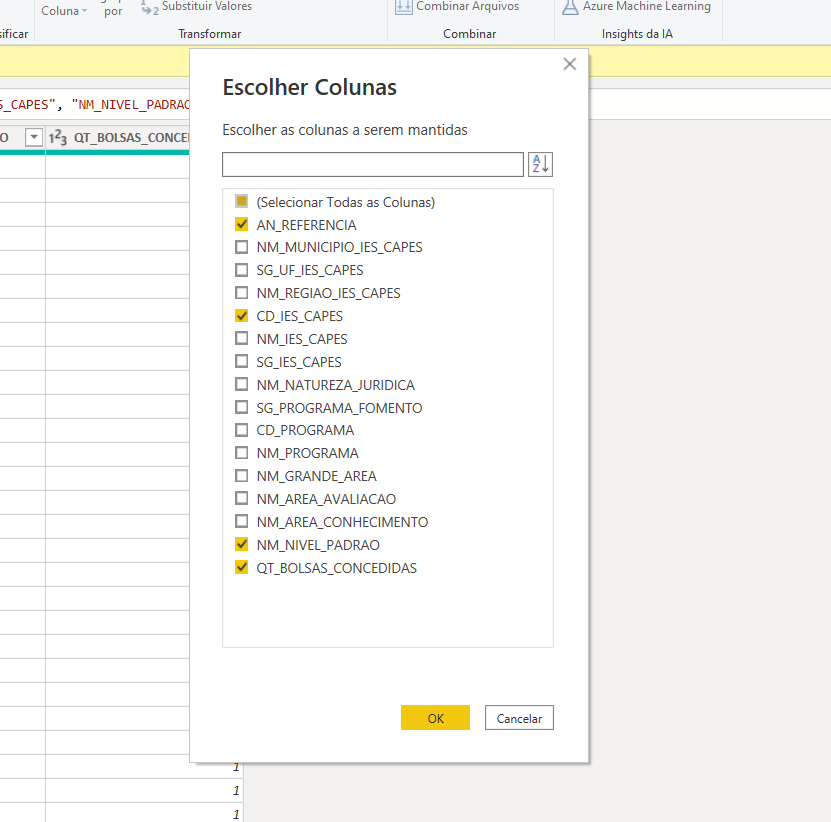 Coluna
por
Substituir Valores
Combinar Arquivos
Azure Machine Learning
Transformar
Combinar
Insights da IA
S_CAPES", "NM_NIVEL_PADRAO
O
123 QT_BOLSAS_CONCE
Escolher Colunas
Escolher as colunas a serem mantidas
(Selecionar Todas as Colunas)
AN_REFERENCIA
NM_MUNICIPIO_IES_CAPES
SG_UF_IES_CAPES
NM_REGIAO_IES_CAPES
CD_IES_CAPES
NM_IES_CAPES
SG_IES_CAPES
NM_NATUREZA_JURIDICA
SG_PROGRAMA_FOMENTO
CD_PROGRAMA
NM_PROGRAMA
NM_GRANDE_AREA
NM_AREA_AVALIACAO
NM_AREA_CONHECIMENTO
NM_NIVEL_PADRAO
QT_BOLSAS_CONCEDIDAS
OK
Cancelar
1
1
1